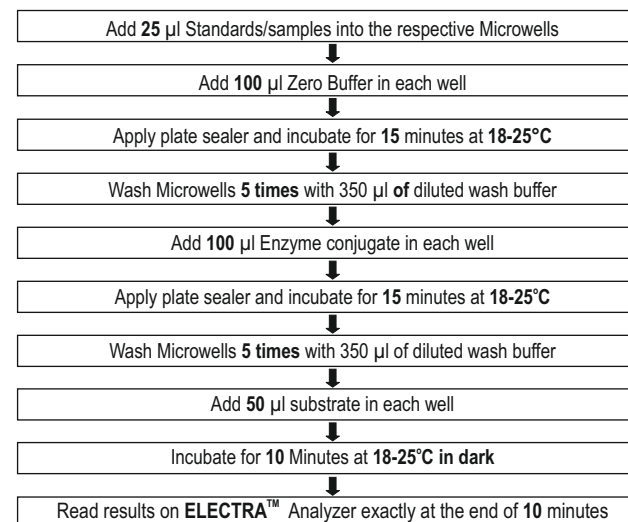 Add 25 µl Standards/samples into the respective Microwells
Add 100 µl Zero Buffer in each well
Apply plate sealer and incubate for 15 minutes at 18-25°C
Wash Microwells 5 times with 350 µl of diluted wash buffer
Add 100 µl Enzyme conjugate in each well
Apply plate sealer and incubate for 15 minutes at 18-25°C
Wash Microwells 5 times with 350 µl of diluted wash buffer
Add 50 µl substrate in each well
Incubate for 10 Minutes at 18-25°C in dark
Read results on ELECTRA™ Analyzer exactly at the end of 10 minutes